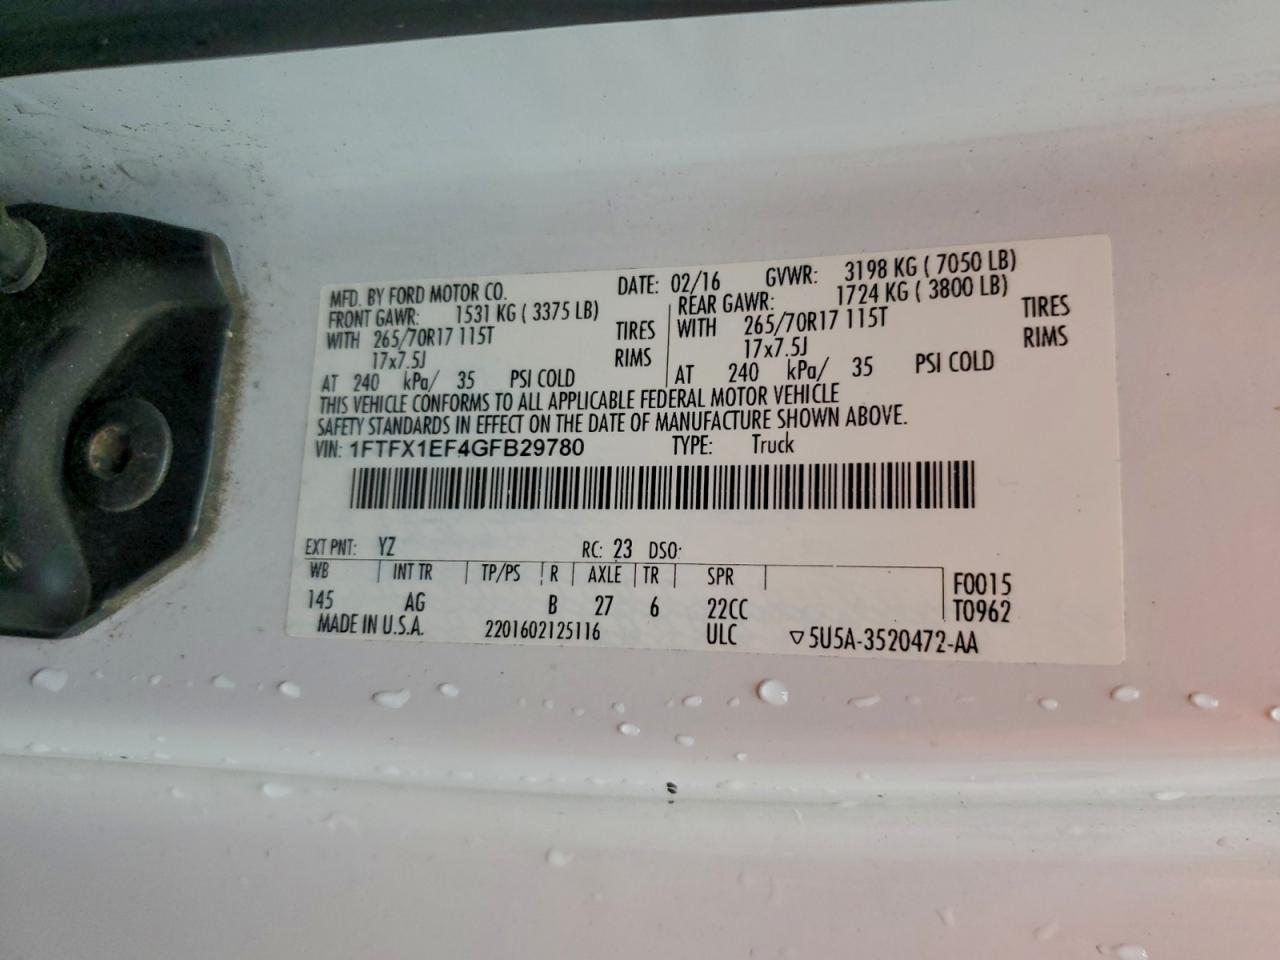 MFD. BY FORD MOTOR CO. DATE: 02/16 GVWR: 3198 KG ( 7050 LB)
FRONT GAWR: 1531 KG ( 3375 LB) REAR GAWR: 1724 KG ( 3800 LB)
WITH 265/70R17 115T TIRES WITH 265/70R17 115T TIRES
17x7.5J RIMS 17x7.5J RIMS
AT 240 kPa/ 35 PSI COLD AT 240 kPa/ 35 PSI COLD
THIS VEHICLE CONFORMS TO ALL APPLICABLE FEDERAL MOTOR VEHICLE
SAFETY STANDARDS IN EFFECT ON THE DATE OF MANUFACTURE SHOWN ABOVE.
VIN: 1FTFX1EF4GFB29780 TYPE: Truck
EXT PNT: YZ RC: 23 DSO:
WB INT TR TP/PS R AXLE TR SPR F0015
145 AG B 27 6 22CC T0962
MADE IN U.S.A. 2201602125116 ULC ▽5U5A-3520472-AA